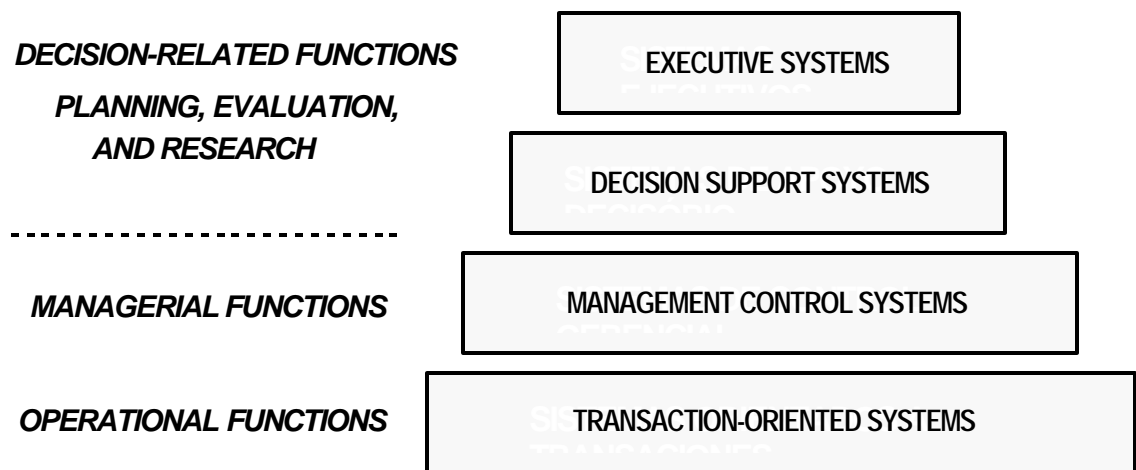 DECISION-RELATED FUNCTIONS
PLANNING, EVALUATION,
AND RESEARCH
EXECUTIVE SYSTEMS
DECISION SUPPORT SYSTEMS
MANAGERIAL FUNCTIONS
MANAGEMENT CONTROL SYSTEMS
OPERATIONAL FUNCTIONS
TRANSACTION-ORIENTED SYSTEMS